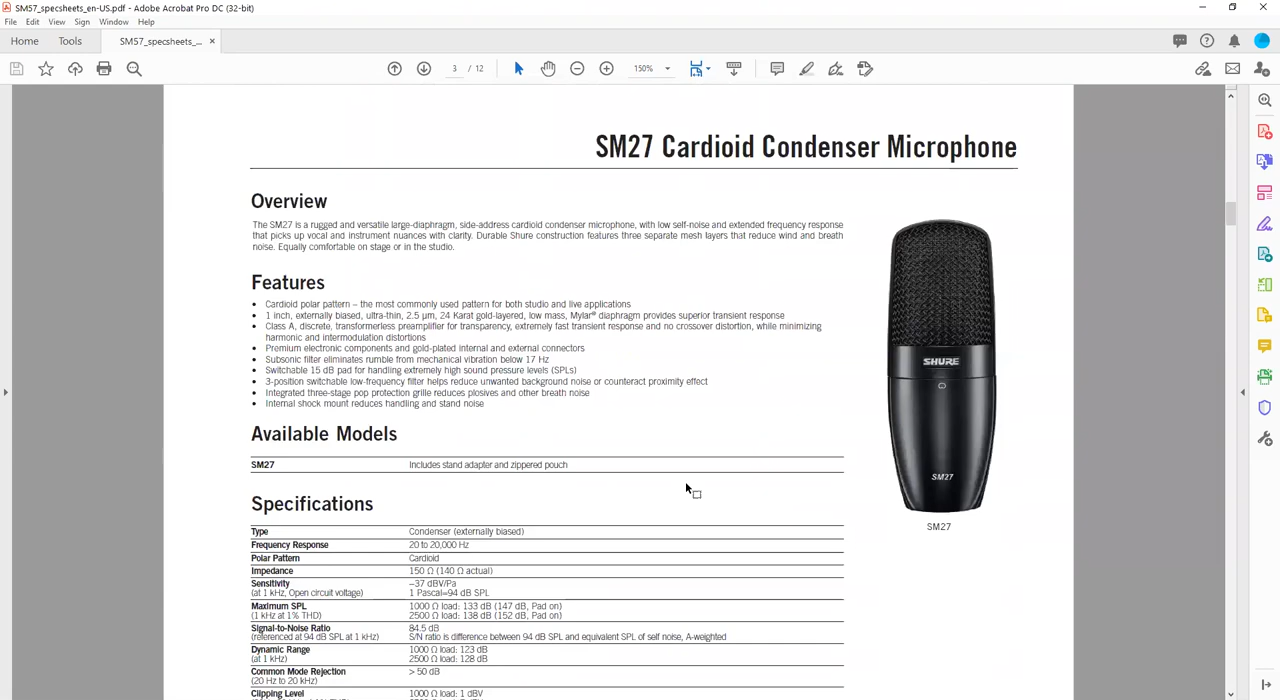 SM57_specsheets_en-US.pdf - Adobe Acrobat Pro DC (32-bit)
File Edit View Sign Window Help
Home Tools SM57_specsheets_... ×
3 / 12 150%
SM27 Cardioid Condenser Microphone
Overview
The SM27 is a rugged and versatile large-diaphragm, side-address cardioid condenser microphone, with low self-noise and extended frequency response
that picks up vocal and instrument nuances with clarity. Durable Shure construction features three separate mesh layers that reduce wind and breath
noise. Equally comfortable on stage or in the studio.
Features
• Cardioid polar pattern – the most commonly used pattern for both studio and live applications
• 1 inch, externally biased, ultra-thin, 2.5 µm, 24 Karat gold-layered, low mass, Mylar® diaphragm provides superior transient response
• Class A, discrete, transformerless preamplifier for transparency, extremely fast transient response and no crossover distortion, while minimizing
harmonic and intermodulation distortions
• Premium electronic components and gold-plated internal and external connectors
• Subsonic filter eliminates rumble from mechanical vibration below 17 Hz
• Switchable 15 dB pad for handling extremely high sound pressure levels (SPLs)
• 3-position switchable low-frequency filter helps reduce unwanted background noise or counteract proximity effect
• Integrated three-stage pop protection grille reduces plosives and other breath noise
• Internal shock mount reduces handling and stand noise
SHURE
SM27
SM27
Available Models
SM27 Includes stand adapter and zippered pouch
Specifications
Type Condenser (externally biased)
Frequency Response 20 to 20,000 Hz
Polar Pattern Cardioid
Impedance 150 Ω (140 Ω actual)
Sensitivity –37 dBV/Pa
(at 1 kHz, Open circuit voltage) 1 Pascal=94 dB SPL
Maximum SPL 1000 Ω load: 133 dB (147 dB, Pad on)
(1 kHz at 1% THD) 2500 Ω load: 138 dB (152 dB, Pad on)
Signal-to-Noise Ratio 84.5 dB
(referenced at 94 dB SPL at 1 kHz) S/N ratio is difference between 94 dB SPL and equivalent SPL of self noise, A-weighted
Dynamic Range 1000 Ω load: 123 dB
(at 1 kHz) 2500 Ω load: 128 dB
Common Mode Rejection > 50 dB
(20 Hz to 20 kHz)
Clipping Level 1000 Ω load: 1 dBV